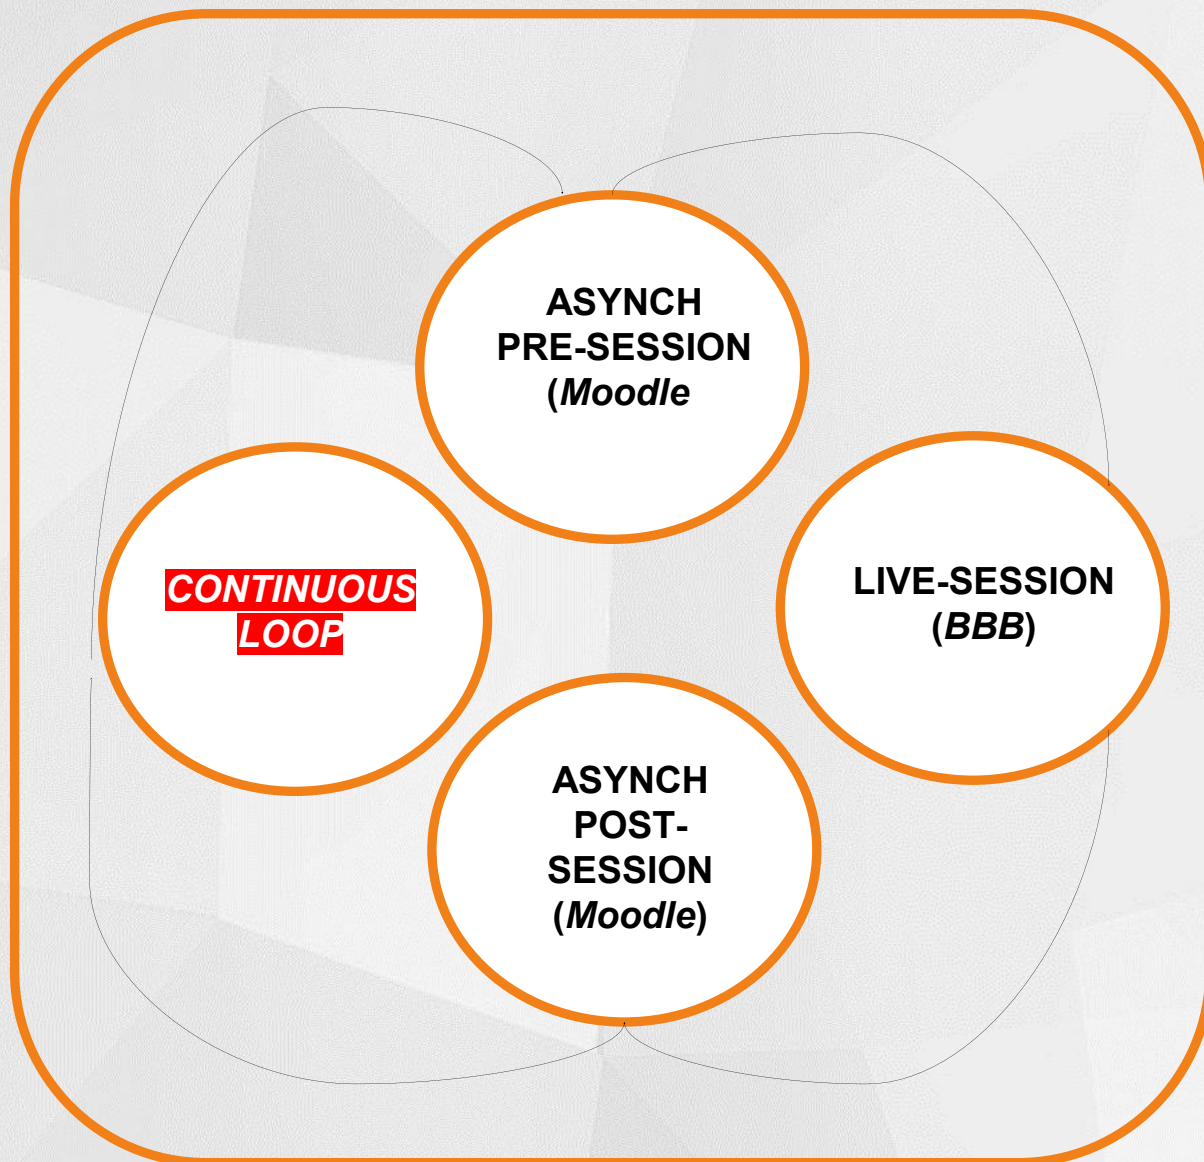 ASYNCH
PRE-SESSION
(Moodle
CONTINUOUS
LOOP
LIVE-SESSION
(BBB)
ASYNCH
POST-
SESSION
(Moodle)